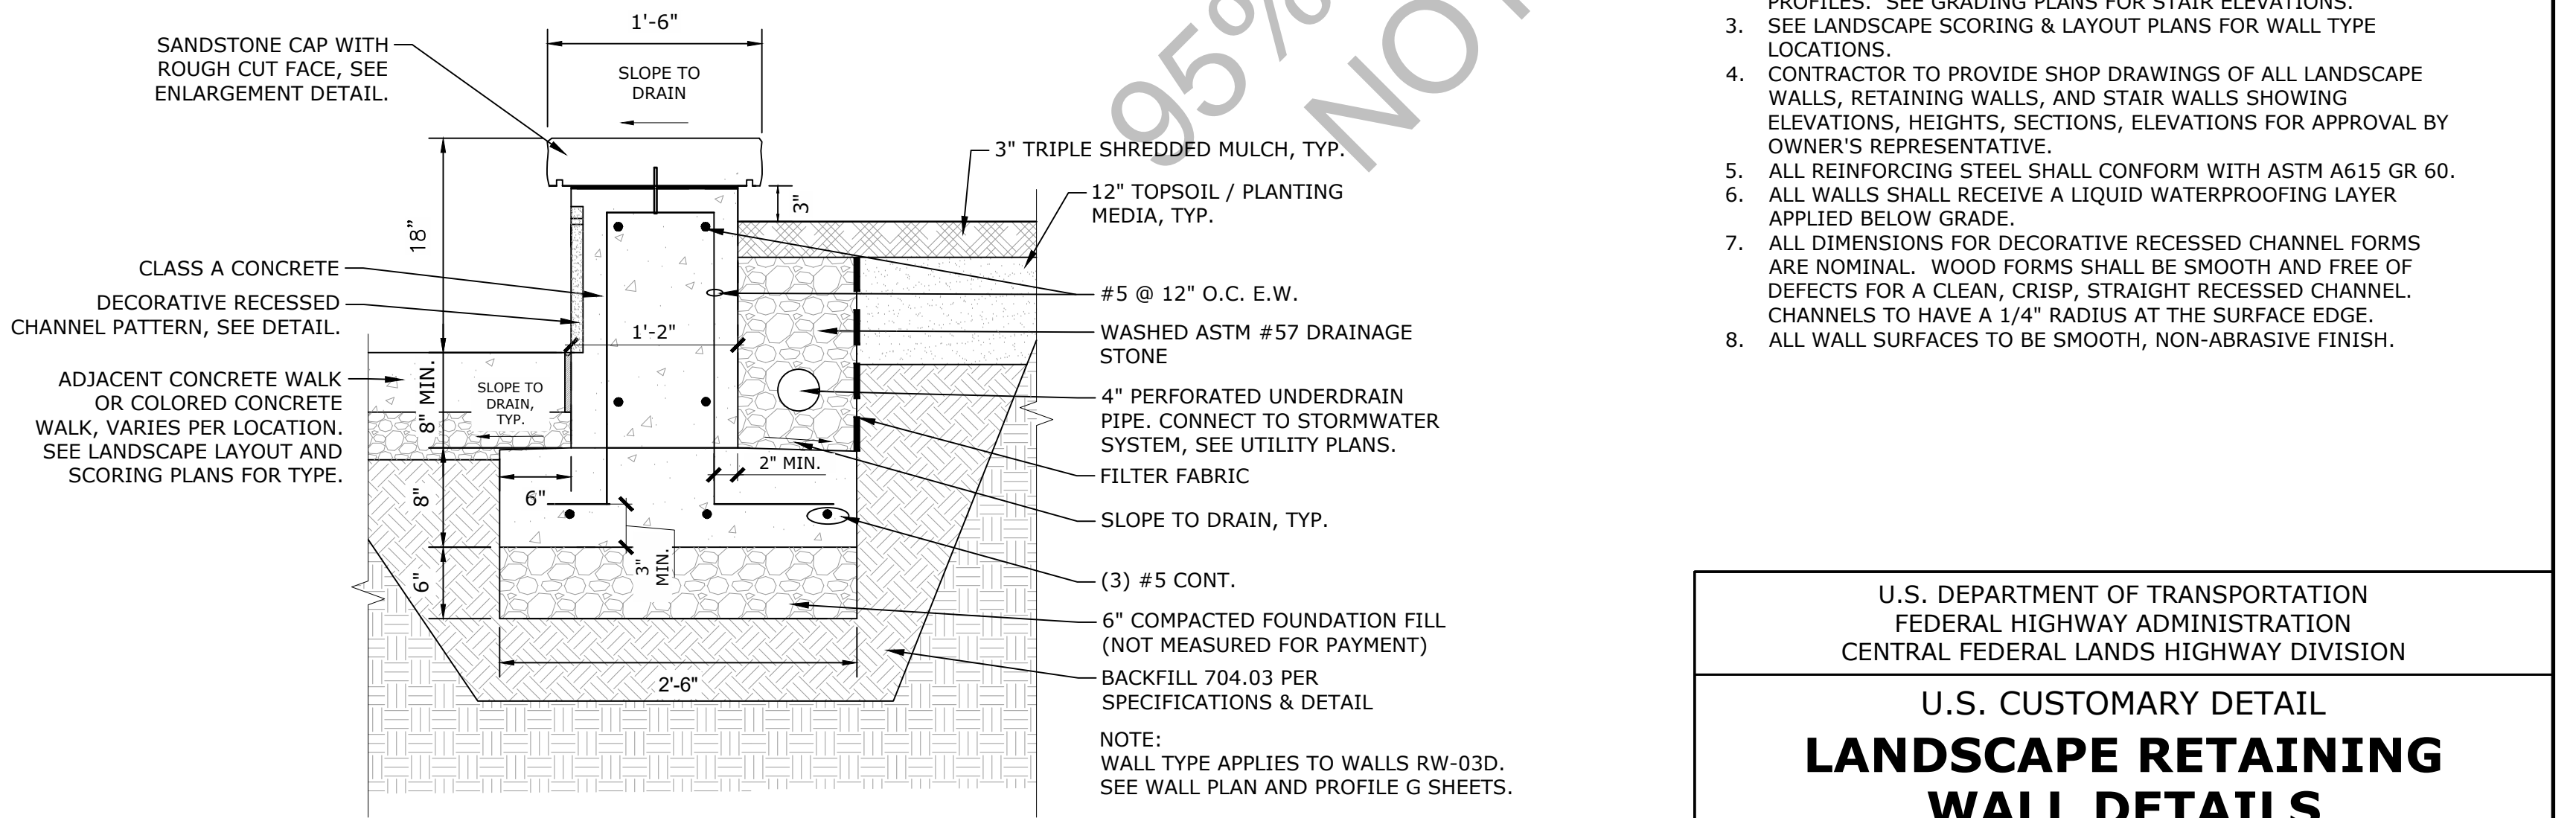 1'-6"
SANDSTONE CAP WITH
ROUGH CUT FACE, SEE
ENLARGEMENT DETAIL.
SLOPE TO
DRAIN
18”
3"
CLASS A CONCRETE
DECORATIVE RECESSED
CHANNEL PATTERN, SEE DETAIL.
1'-2"
ADJACENT CONCRETE WALK
OR COLORED CONCRETE
WALK, VARIES PER LOCATION.
SEE LANDSCAPE LAYOUT AND
SCORING PLANS FOR TYPE.
8" MIN.
SLOPE TO
DRAIN,
TYP.
2" MIN.
6"
8"
3"
MIN.
6"
2'-6"
3" TRIPLE SHREDDED MULCH, TYP.
12" TOPSOIL / PLANTING
MEDIA, TYP.
#5 @ 12" O.C. E.W.
WASHED ASTM #57 DRAINAGE
STONE
4" PERFORATED UNDERDRAIN
PIPE. CONNECT TO STORMWATER
SYSTEM, SEE UTILITY PLANS.
FILTER FABRIC
SLOPE TO DRAIN, TYP.
(3) #5 CONT.
6" COMPACTED FOUNDATION FILL
(NOT MEASURED FOR PAYMENT)
BACKFILL 704.03 PER
SPECIFICATIONS & DETAIL
NOTE:
WALL TYPE APPLIES TO WALLS RW-03D.
SEE WALL PLAN AND PROFILE G SHEETS.
95%
NOT
PROFILES. SEE GRADING PLANS FOR STAIR ELEVATIONS.
3. SEE LANDSCAPE SCORING & LAYOUT PLANS FOR WALL TYPE
LOCATIONS.
4. CONTRACTOR TO PROVIDE SHOP DRAWINGS OF ALL LANDSCAPE
WALLS, RETAINING WALLS, AND STAIR WALLS SHOWING
ELEVATIONS, HEIGHTS, SECTIONS, ELEVATIONS FOR APPROVAL BY
OWNER'S REPRESENTATIVE.
5. ALL REINFORCING STEEL SHALL CONFORM WITH ASTM A615 GR 60.
6. ALL WALLS SHALL RECEIVE A LIQUID WATERPROOFING LAYER
APPLIED BELOW GRADE.
7. ALL DIMENSIONS FOR DECORATIVE RECESSED CHANNEL FORMS
ARE NOMINAL. WOOD FORMS SHALL BE SMOOTH AND FREE OF
DEFECTS FOR A CLEAN, CRISP, STRAIGHT RECESSED CHANNEL.
CHANNELS TO HAVE A 1/4" RADIUS AT THE SURFACE EDGE.
8. ALL WALL SURFACES TO BE SMOOTH, NON-ABRASIVE FINISH.
U.S. DEPARTMENT OF TRANSPORTATION
FEDERAL HIGHWAY ADMINISTRATION
CENTRAL FEDERAL LANDS HIGHWAY DIVISION
U.S. CUSTOMARY DETAIL
LANDSCAPE RETAINING
WALL DETAILS